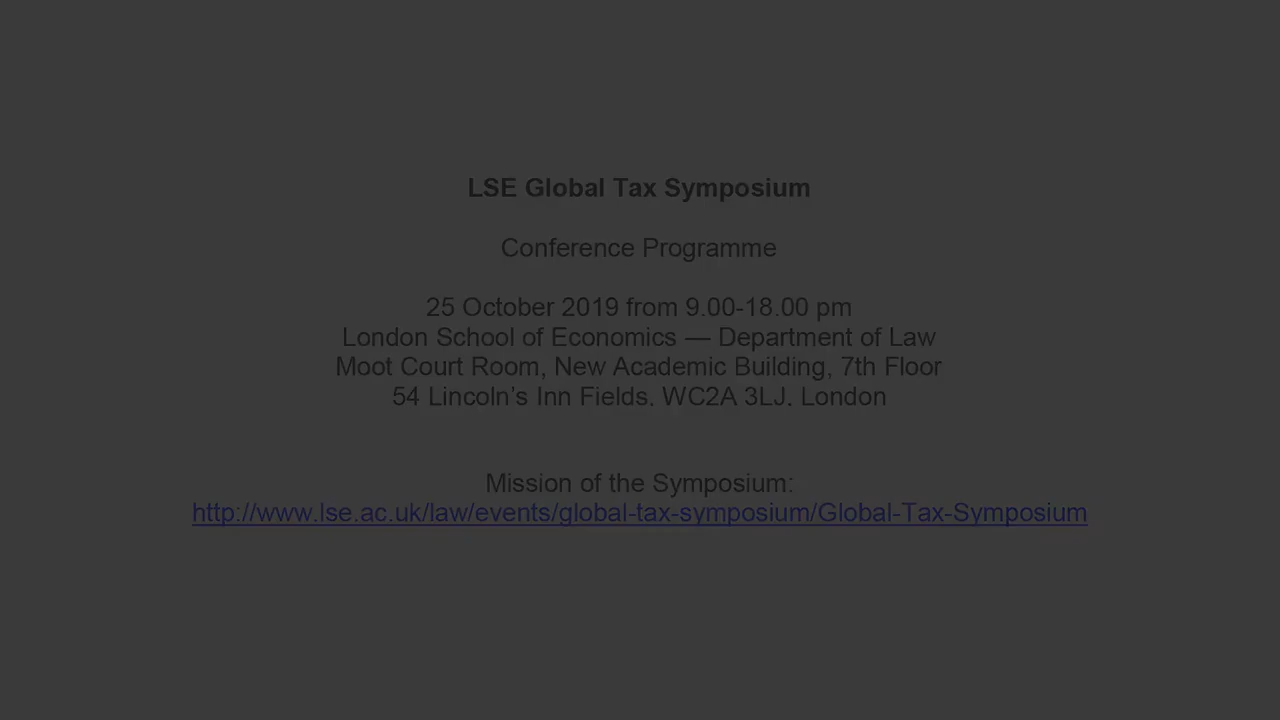 LSE Global Tax Symposium
Conference Programme
25 October 2019 from 9.00-18.00 pm
London School of Economics — Department of Law
Moot Court Room, New Academic Building, 7th Floor
54 Lincoln’s Inn Fields. WC2A 3LJ. London
Mission of the Symposium:
http://www.lse.ac.uk/law/events/global-tax-symposium/Global-Tax-Symposium